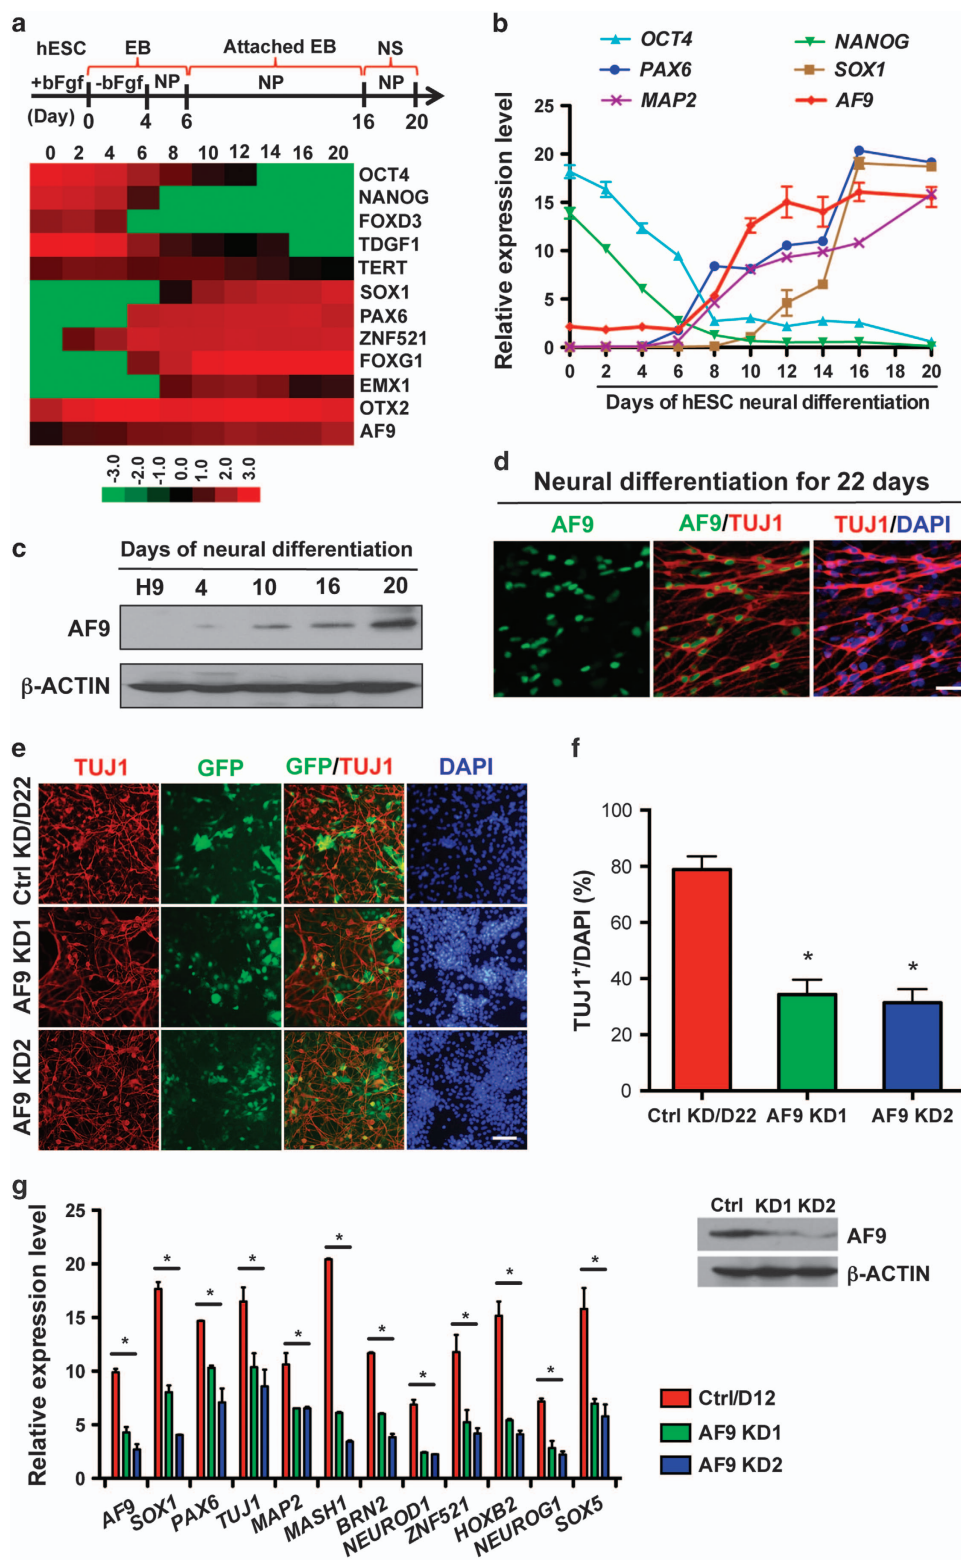 a
hESC EB Attached EB NS
+bFgf -bFgf NP NP NP
(Day) 0 4 6 16 20
0 2 4 6 8 10 12 14 16 20
OCT4
NANOG
FOXD3
TDGF1
TERT
SOX1
PAX6
ZNF521
FOXG1
EMX1
OTX2
AF9
-3.0 -2.0 -1.0 0.0 1.0 2.0 3.0
b
OCT4 NANOG
PAX6 SOX1
MAP2 AF9
Relative expression level
25
20
15
10
5
0
0 2 4 6 8 10 12 14 16 18 20
Days of hESC neural differentiation
c
Days of neural differentiation
H9 4 10 16 20
AF9
β-ACTIN
d
Neural differentiation for 22 days
AF9 AF9/TUJ1 TUJ1/DAPI
e
TUJ1 GFP GFP/TUJ1 DAPI
Ctrl KD/D22
AF9 KD1
AF9 KD2
f
TUJ1+/DAPI (%)
100
80
60
40
20
0
* *
Ctrl KD/D22 AF9 KD1 AF9 KD2
g
Relative expression level
25
20
15
10
5
0
* * * * * * * * * * * *
AF9 SOX1 PAX6 TUJ1 MAP2 MASH1 BRN2 NEUROD1 ZNF521 HOXB2 NEUROG1 SOX5
Ctrl KD1 KD2
AF9
β-ACTIN
Ctrl/D12
AF9 KD1
AF9 KD2